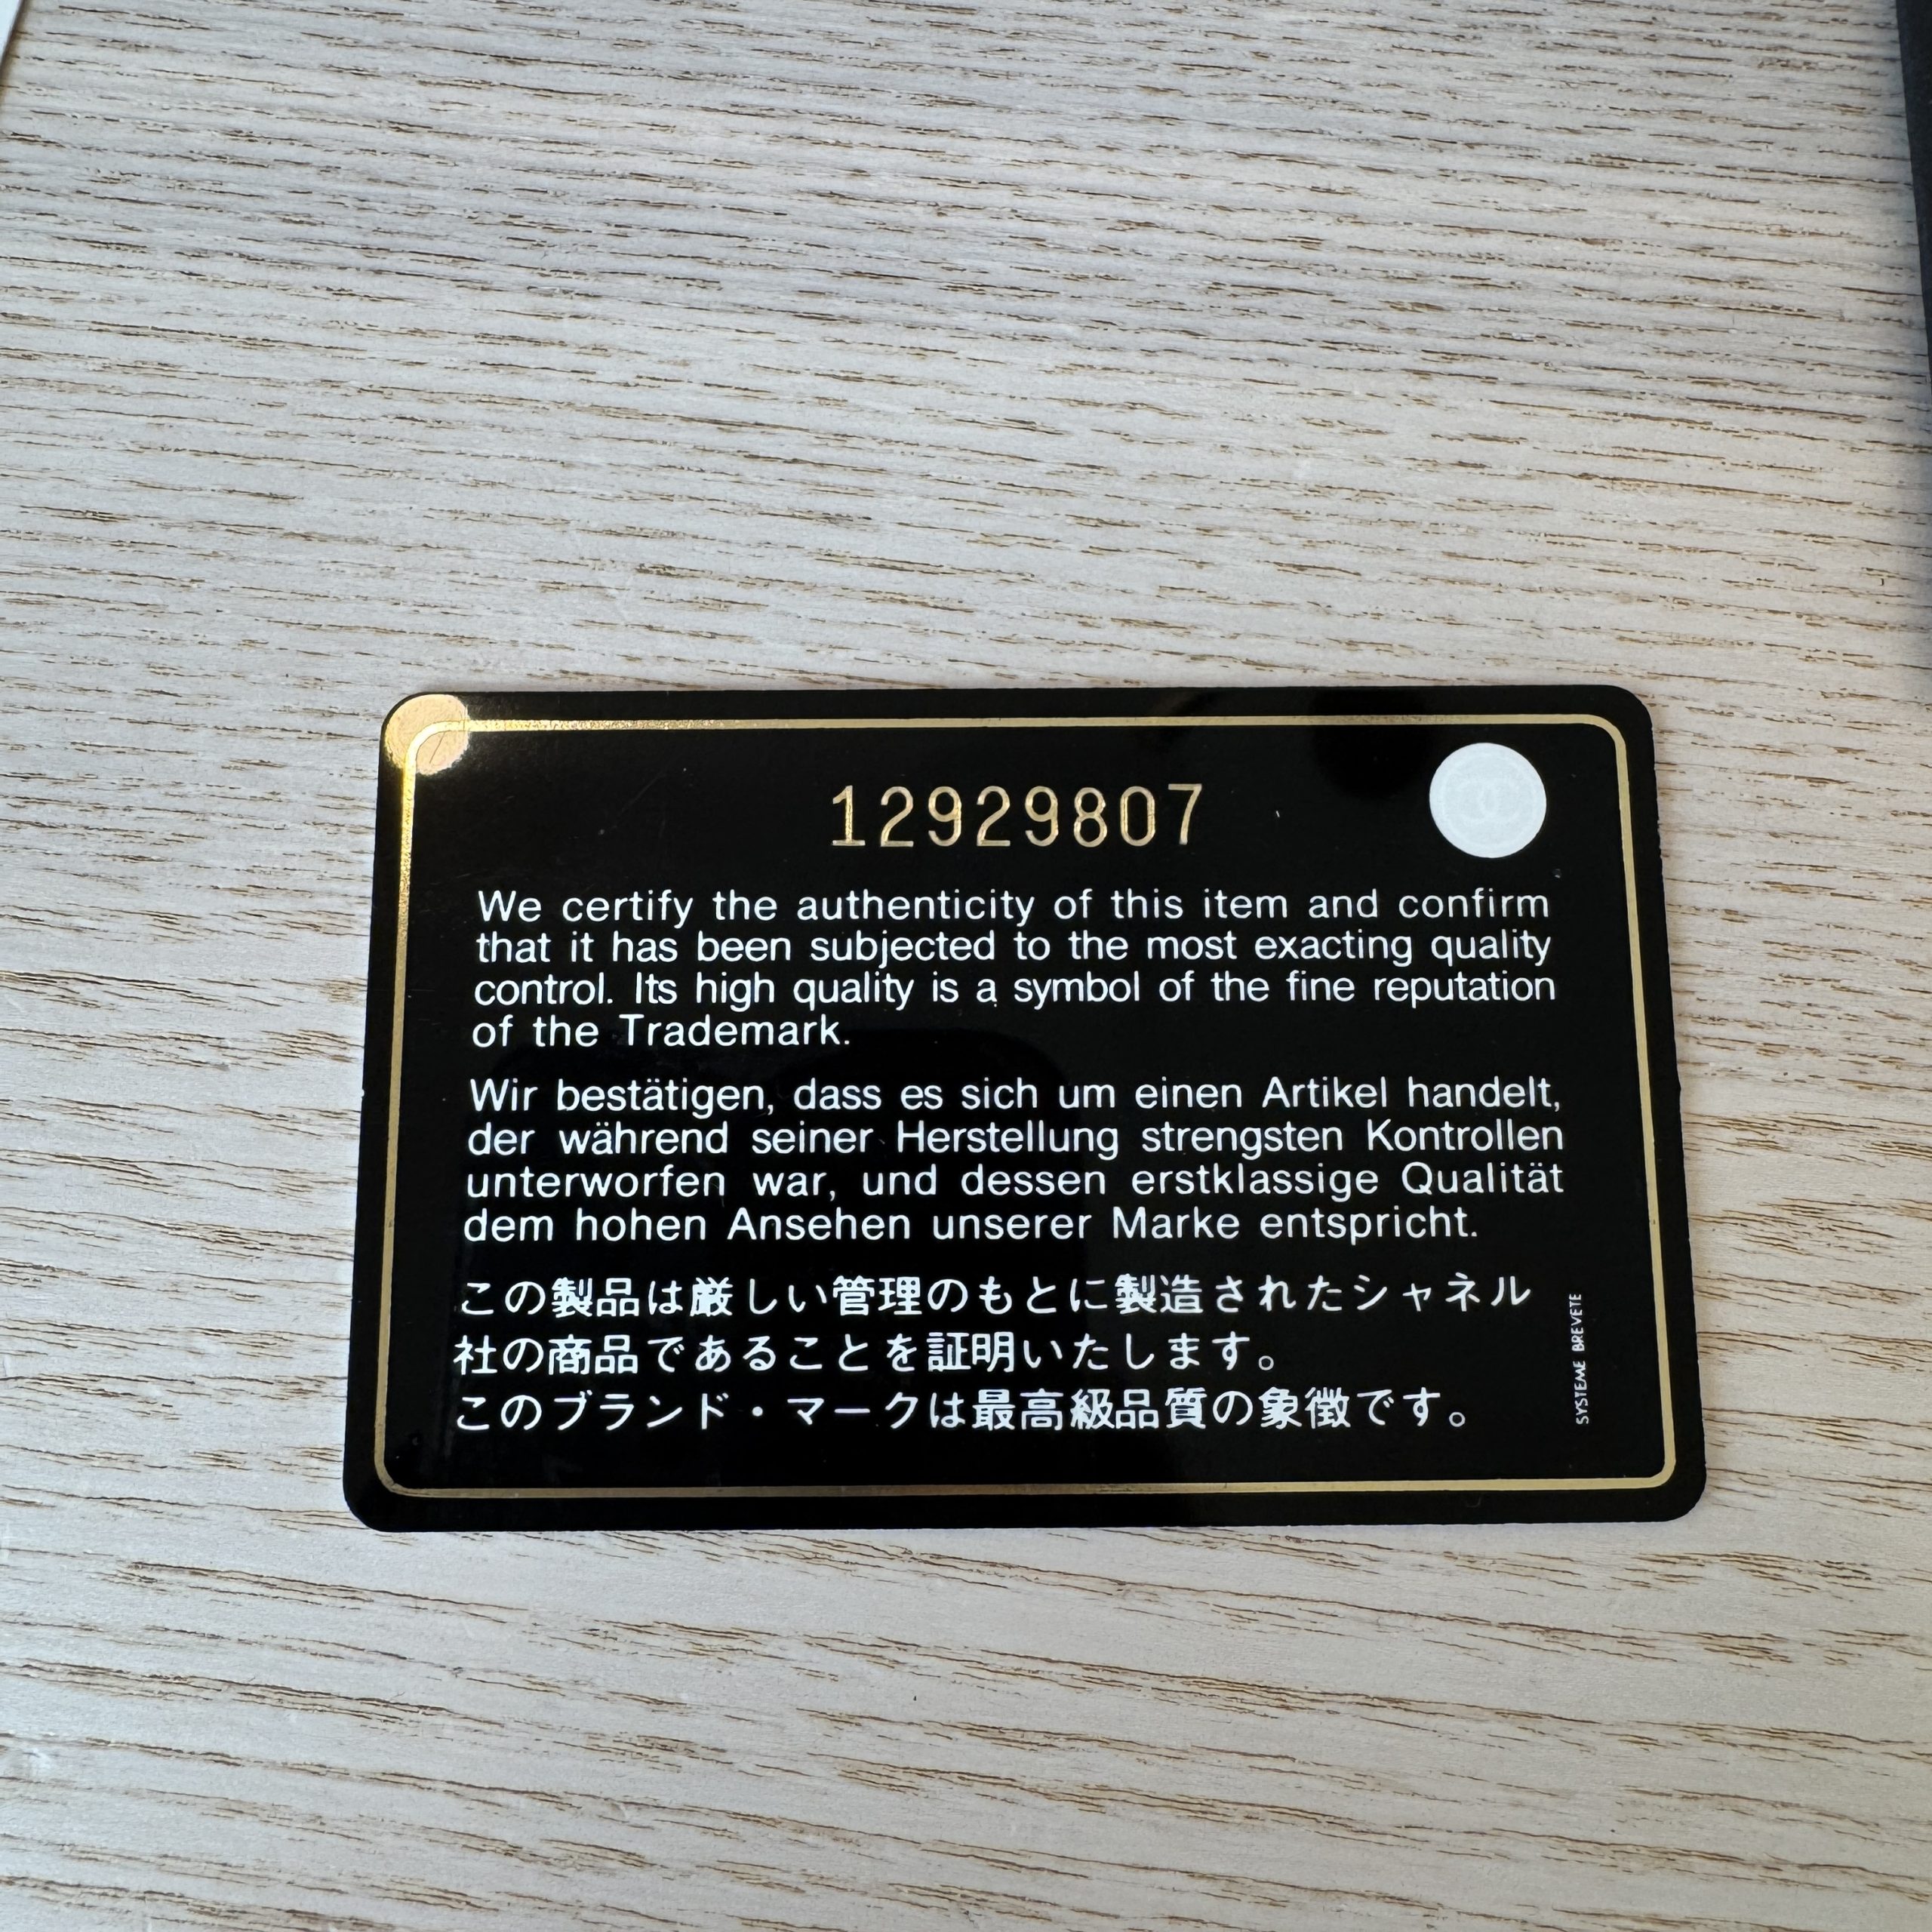 12929807
We certify the authenticity of this item and confirm
that it has been subjected to the most exacting quality
control. Its high quality is a symbol of the fine reputation
of the Trademark.
Wir bestätigen, dass es sich um einen Artikel handelt,
der während seiner Herstellung strengsten Kontrollen
unterworfen war, und dessen erstklassige Qualität
dem hohen Ansehen unserer Marke entspricht.
この製品は厳しい管理のもとに製造されたシャネル
社の商品であることを証明いたします。
このブランド・マークは最高級品質の象徴です。
SYSTEME BREVETE